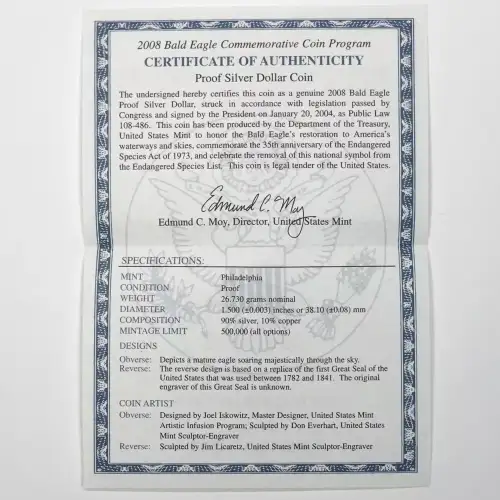 2008 Bald Eagle Commemorative Coin Program
CERTIFICATE OF AUTHENTICITY
Proof Silver Dollar Coin
The undersigned hereby certifies this coin as a genuine 2008 Bald Eagle
Proof Silver Dollar, struck in accordance with legislation passed by
Congress and signed by the President on January 20, 2004, as Public Law
108-486. This coin has been produced by the Department of the Treasury,
United States Mint to honor the Bald Eagle's restoration to America's
waterways and skies, commemorate the 35th anniversary of the Endangered
Species Act of 1973, and celebrate the removal of this national symbol from
the Endangered Species List. This coin is legal tender of the United States.
Edmund C. Moy
Edmund C. Moy, Director, United States Mint
SPECIFICATIONS:
MINT Philadelphia
CONDITION Proof
WEIGHT 26.730 grams nominal
DIAMETER 1.500 (±0.003) inches or 38.10 (±0.08) mm
COMPOSITION 90% silver, 10% copper
MINTAGE LIMIT 500,000 (all options)
DESIGNS
Obverse: Depicts a mature eagle soaring majestically through the sky.
Reverse: The reverse design is based on a replica of the first Great Seal of the
United States that was used between 1782 and 1841. The original
engraver of this Great Seal is unknown.
COIN ARTIST
Obverse: Designed by Joel Iskowitz, Master Designer, United States Mint
Artistic Infusion Program; Sculpted by Don Everhart, United States
Mint Sculptor-Engraver
Reverse: Sculpted by Jim Licaretz, United States Mint Sculptor-Engraver